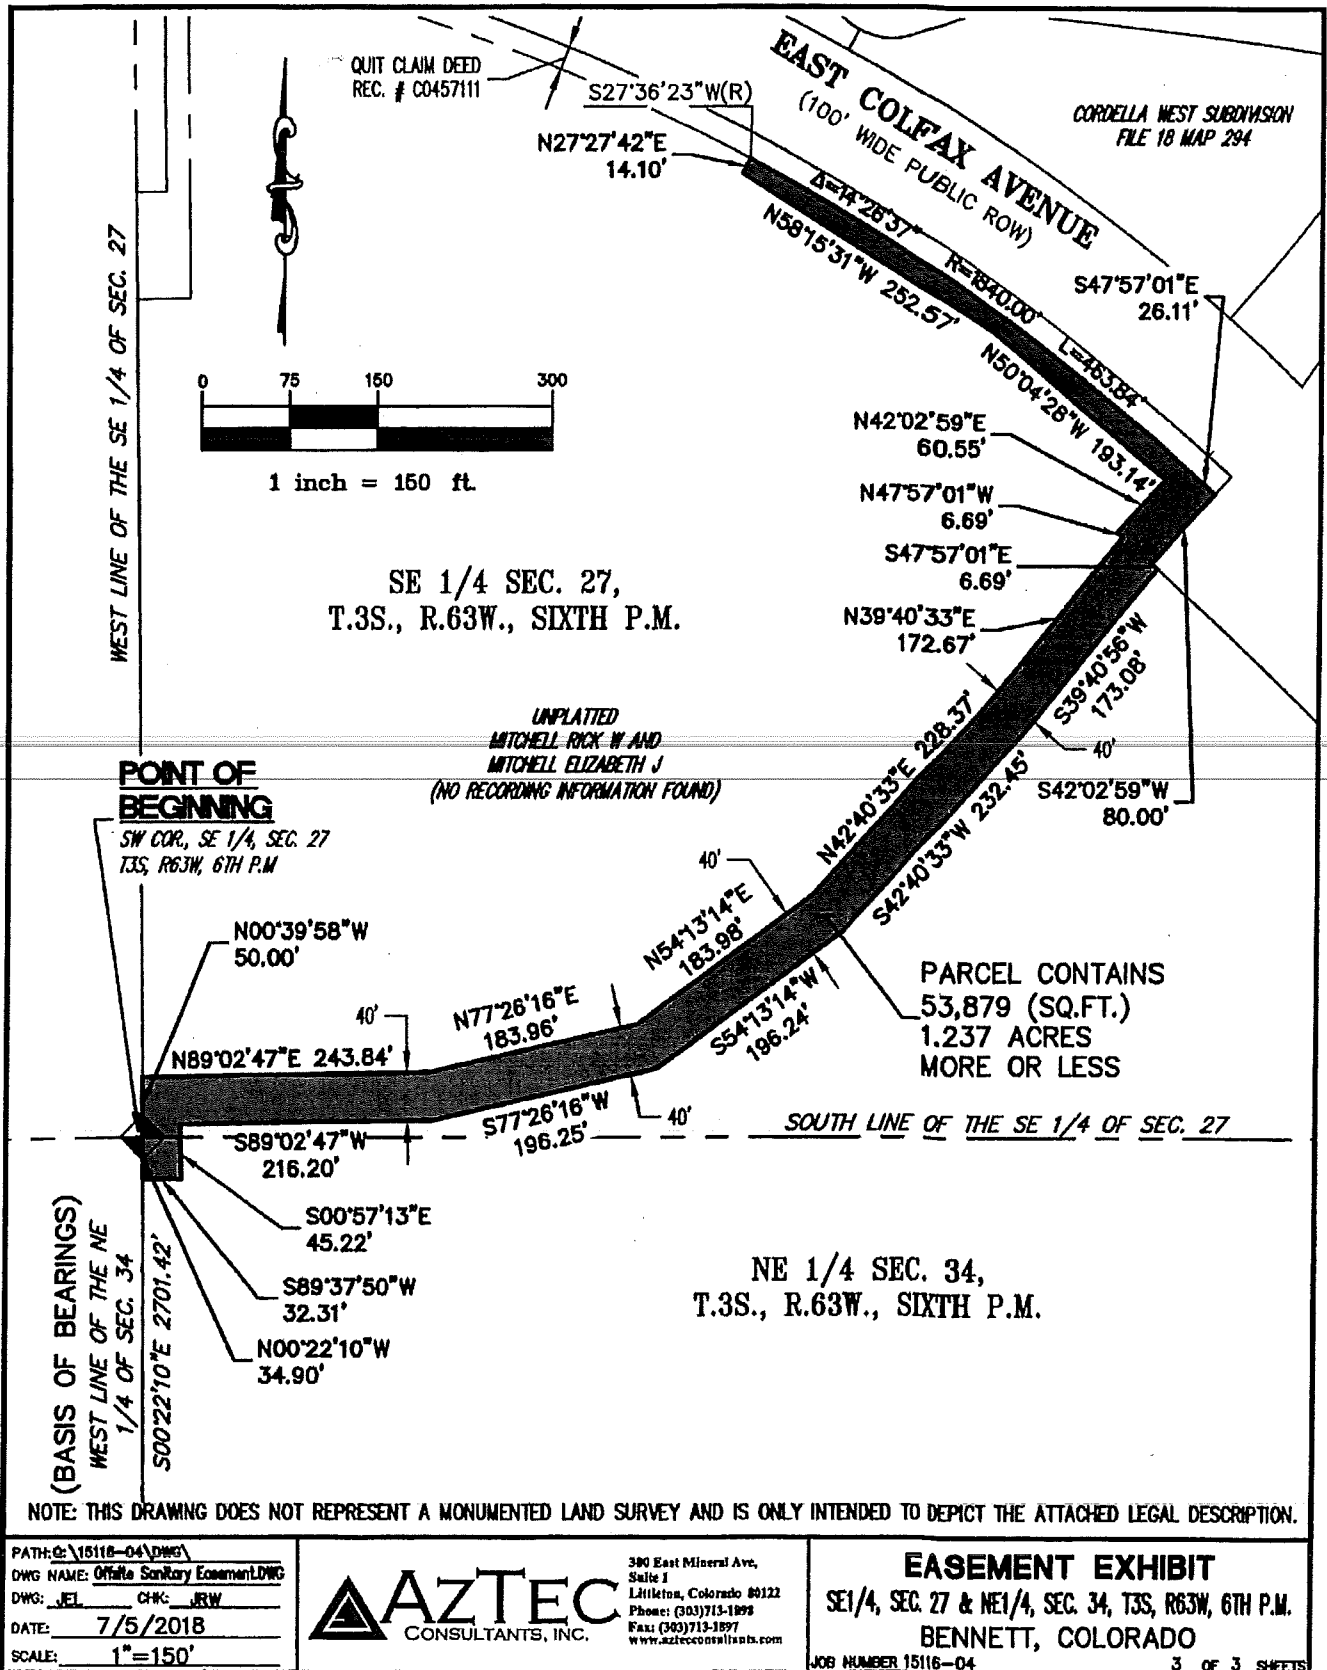 QUIT CLAIM DEED
REC. # C0457111
S27°36'23"W(R)
N27°27'42"E
14.10'
EAST COLFAX AVENUE
(100' WIDE PUBLIC ROW)
CORDELLA WEST SUBDIVISION
FILE 18 MAP 294
Δ=14°26'37"
R=1840.00'
L=463.84'
N58°15'31"W 252.57'
N50°04'28"W 193.14'
S47°57'01"E
26.11'
WEST LINE OF THE SE 1/4 OF SEC. 27
0 75 150 300
1 inch = 150 ft.
N42°02'59"E
60.55'
N47°57'01"W
6.69'
S47°57'01"E
6.69'
N39°40'33"E
172.67'
S39°40'56"W
173.08'
SE 1/4 SEC. 27,
T.3S., R.63W., SIXTH P.M.
UNPLATTED
MITCHELL RICK W AND
MITCHELL ELIZABETH J
(NO RECORDING INFORMATION FOUND)
40'
S42°02'59"W
80.00'
N42°40'33"E 228.37'
S42°40'33"W 232.45'
POINT OF
BEGINNING
SW COR., SE 1/4, SEC. 27
T3S, R63W, 6TH P.M
40'
N54°13'14"E
183.98'
S54°13'14"W
196.24'
N00°39'58"W
50.00'
PARCEL CONTAINS
53,879 (SQ.FT.)
1.237 ACRES
MORE OR LESS
N77°26'16"E
183.96'
40'
N89°02'47"E 243.84'
S77°26'16"W
196.25'
40'
S89°02'47"W
216.20'
SOUTH LINE OF THE SE 1/4 OF SEC. 27
S00°57'13"E
45.22'
S89°37'50"W
32.31'
N00°22'10"W
34.90'
(BASIS OF BEARINGS)
WEST LINE OF THE NE
1/4 OF SEC. 34
S00°22'10"E 2701.42'
NE 1/4 SEC. 34,
T.3S., R.63W., SIXTH P.M.
NOTE: THIS DRAWING DOES NOT REPRESENT A MONUMENTED LAND SURVEY AND IS ONLY INTENDED TO DEPICT THE ATTACHED LEGAL DESCRIPTION.
PATH: Q:\15116-04\DWG\
DWG NAME: Offsite Sanitary Easement.DWG
DWG: JEL CHK: JRW
DATE: 7/5/2018
SCALE: 1"=150'
AZTEC
CONSULTANTS, INC.
300 East Mineral Ave,
Suite 1
Littleton, Colorado 80122
Phone: (303)713-1898
Fax: (303)713-1897
www.aztecconsultants.com
EASEMENT EXHIBIT
SE1/4, SEC. 27 & NE1/4, SEC. 34, T3S, R63W, 6TH P.M.
BENNETT, COLORADO
JOB NUMBER 15116-04 3 OF 3 SHEETS